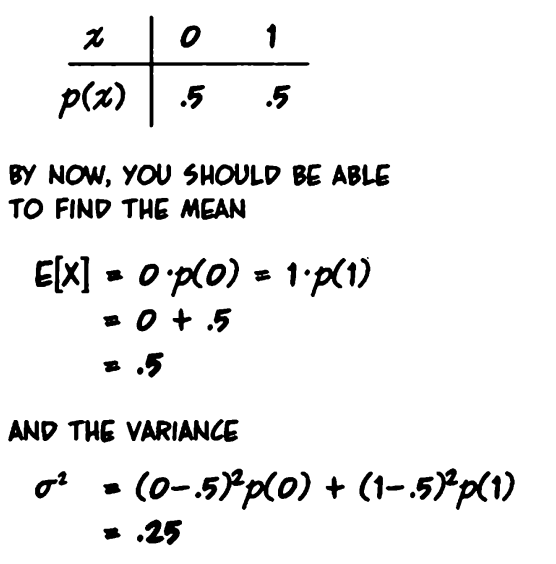 x 0 1
p(x) .5 .5
BY NOW, YOU SHOULD BE ABLE
TO FIND THE MEAN
E[X] = 0·p(0) = 1·p(1)
= 0 + .5
= .5
AND THE VARIANCE
σ² = (0-.5)²p(0) + (1-.5)²p(1)
= .25